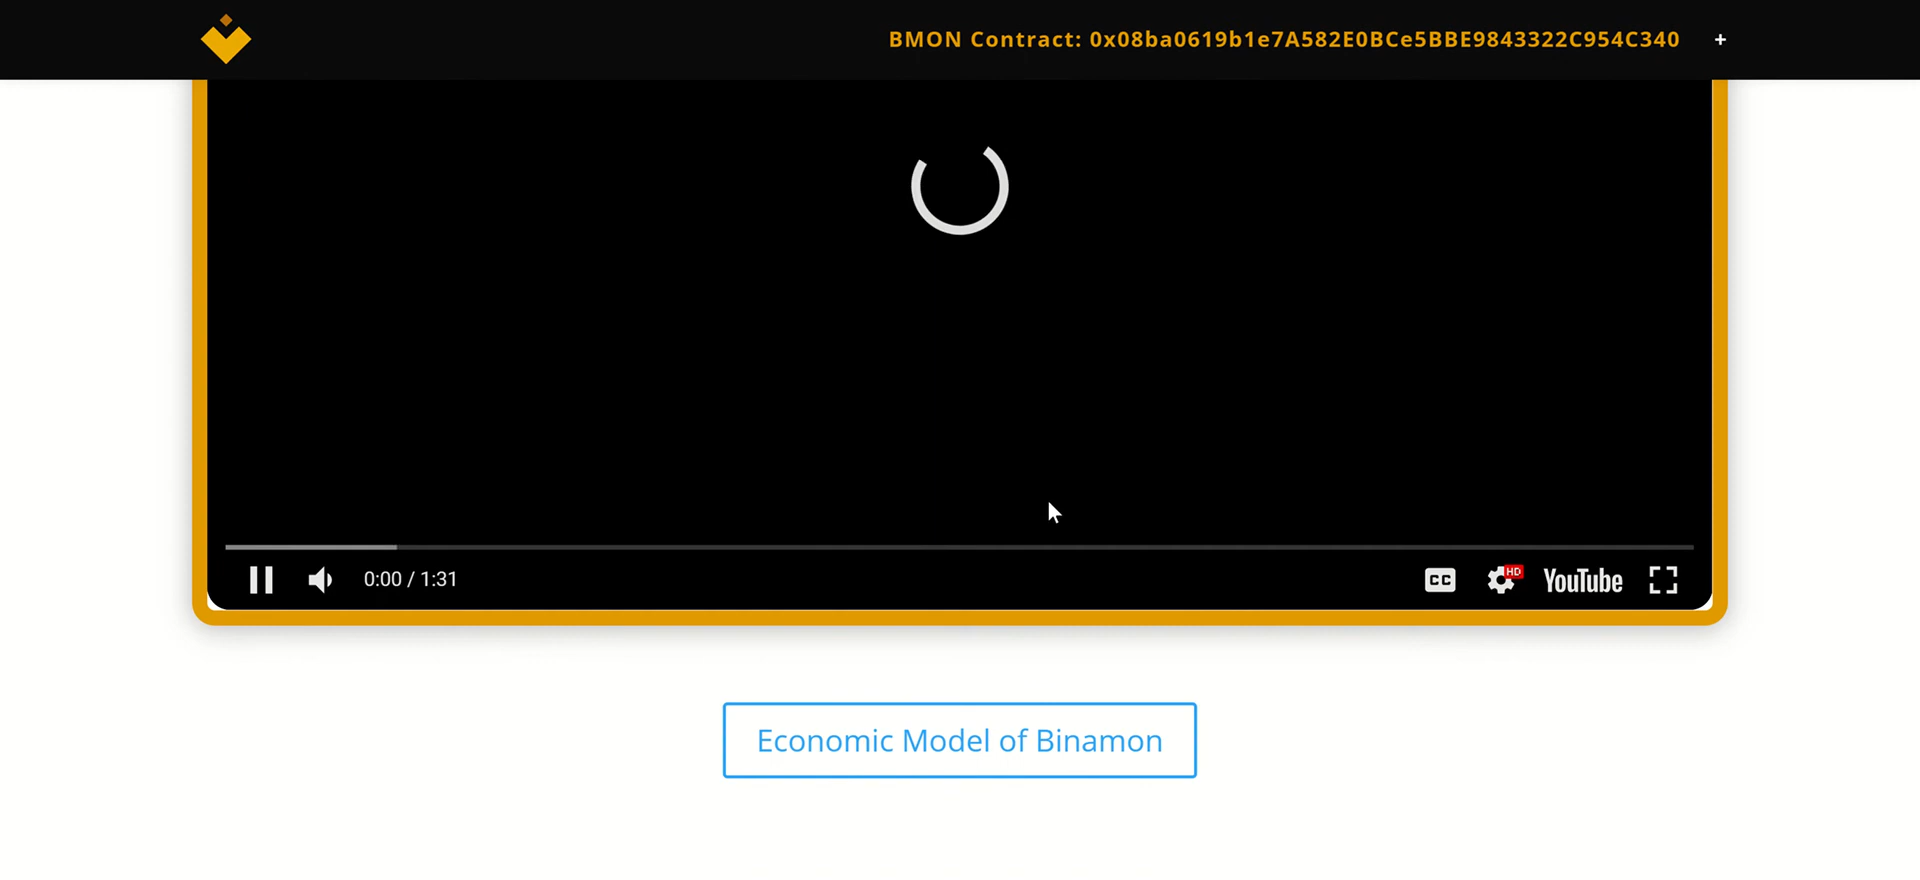 BMON Contract: 0x08ba0619b1e7A582E0BCe5BBE9843322C954C340 +
0:00 / 1:31
CC
HD
YouTube
Economic Model of Binamon